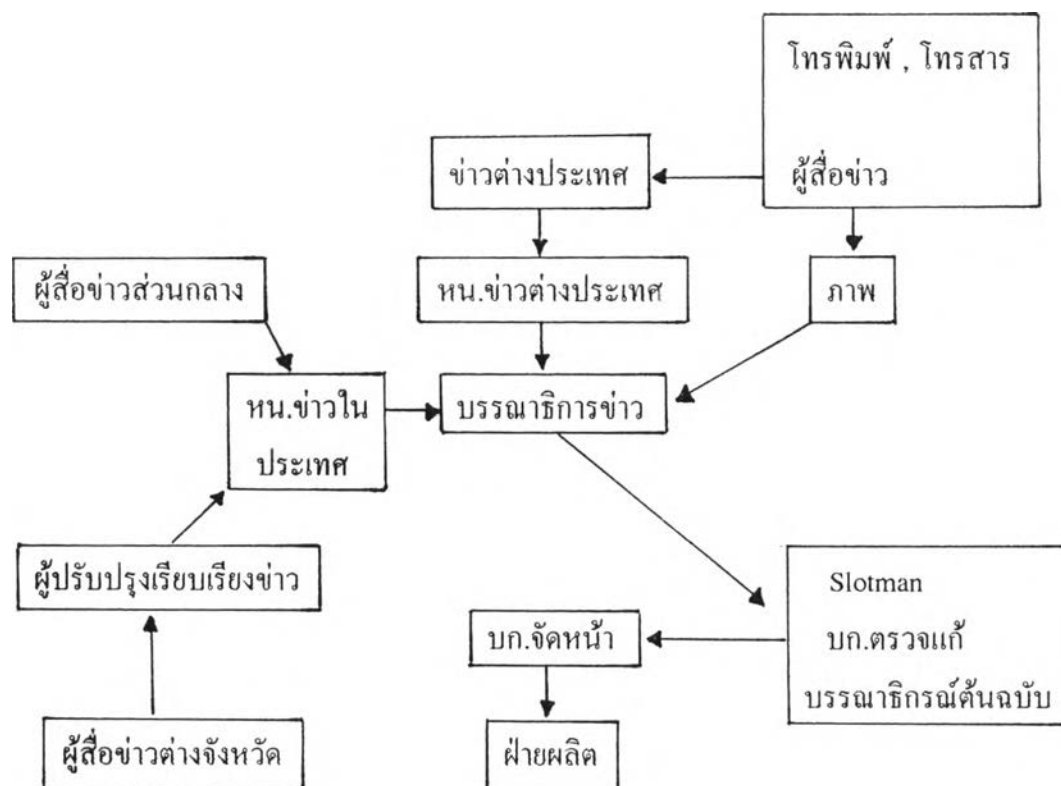 โทรพิมพ์ , โทรสาร
ผู้สื่อข่าว
ข่าวต่างประเทศ
ผู้สื่อข่าวส่วนกลาง
หน.ข่าวต่างประเทศ
ภาพ
หน.ข่าวใน
ประเทศ
บรรณาธิการข่าว
ผู้ปรับปรุงเรียบเรียงข่าว
Slotman
บก.ตรวจแก้
บรรณาธิกรณ์ต้นฉบับ
บก.จัดหน้า
ผู้สื่อข่าวต่างจังหวัด
ฝ่ายผลิต